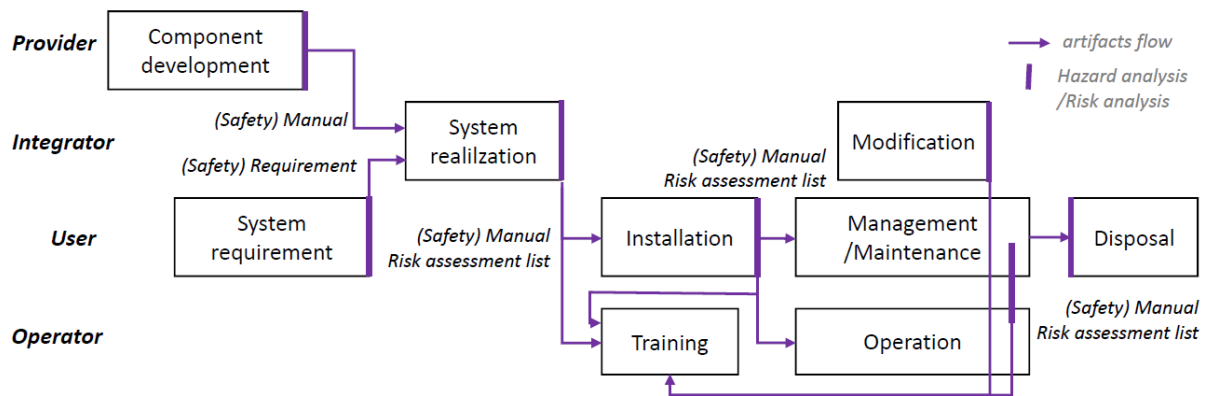 Provider
Component
development
artifacts flow
Hazard analysis
/Risk analysis
(Safety) Manual
Integrator
System
realilzation
Modification
(Safety) Requirement
(Safety) Manual
Risk assessment list
User
System
requirement
(Safety) Manual
Risk assessment list
Installation
Management
/Maintenance
Disposal
(Safety) Manual
Risk assessment list
Operator
Training
Operation